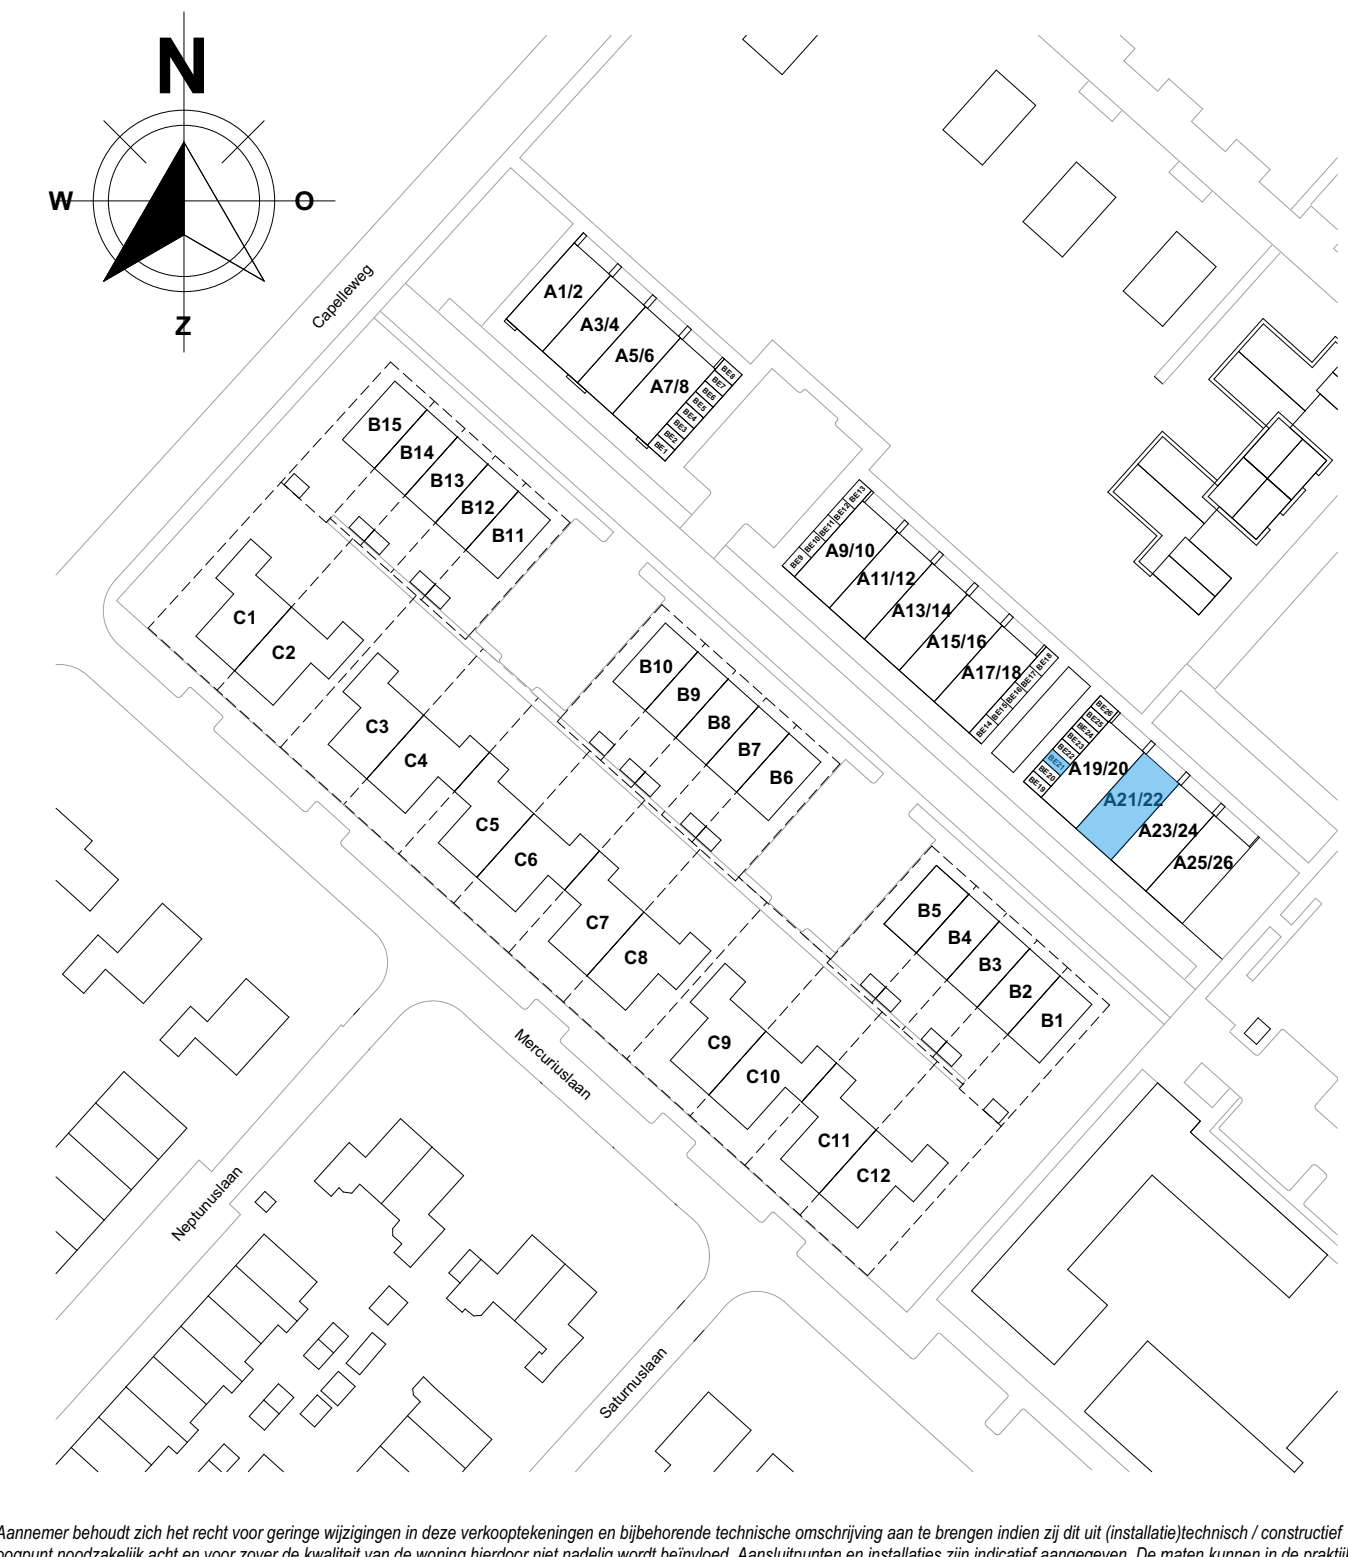 N
W
O
Z
Capelleweg
A1/2
A3/4
A5/6
A7/8
BE8
BE7
BE6
BE5
BE4
BE3
BE2
BE1
B15
B14
B13
B12
B11
BE13
BE12
BE11
BE10
BE9
A9/10
A11/12
A13/14
A15/16
A17/18
BE18
BE17
BE16
BE15
BE14
C1
C2
B10
B9
B8
B7
B6
BE26
BE25
BE24
BE23
BE22
BE21
BE20
BE19
A19/20
A21/22
A23/24
A25/26
C3
C4
C5
C6
C7
C8
B5
B4
B3
B2
B1
C9
C10
C11
C12
Mercuriuslaan
Neptunuslaan
Saturnuslaan
Aannemer behoudt zich het recht voor geringe wijzigingen in deze verkooptekeningen en bijbehorende technische omschrijving aan te brengen indien zij dit uit (installatie)technisch / constructief
oogpunt noodzakelijk acht en voor zover de kwaliteit van de woning hierdoor niet nadelig wordt beïnvloed. Aansluitpunten en installaties zijn indicatief aangegeven. De maten kunnen in de praktijk